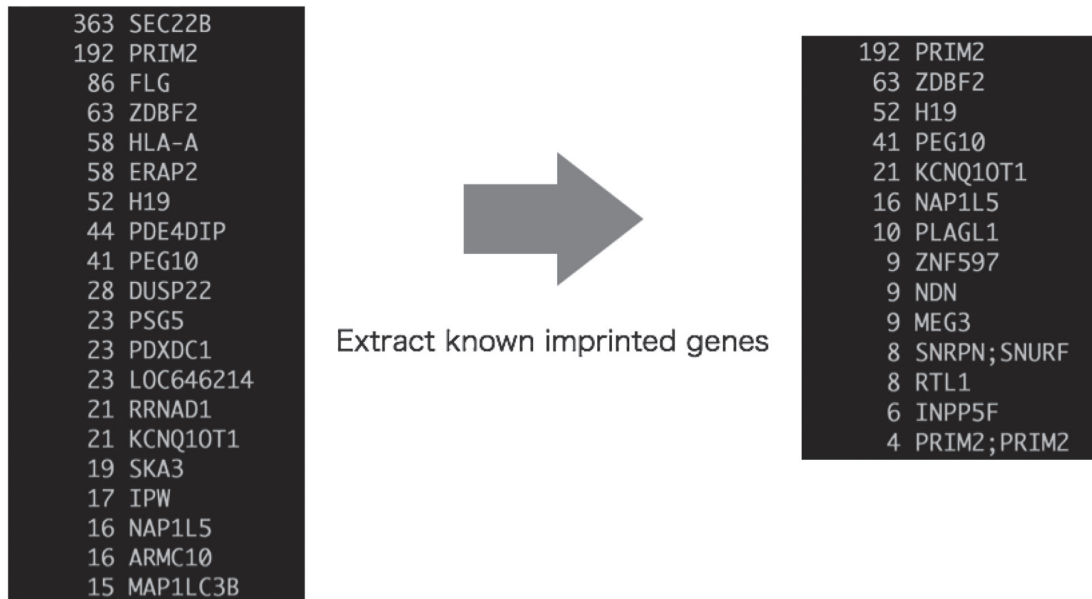 363 SEC22B
192 PRIM2
86 FLG
63 ZDBF2
58 HLA-A
58 ERAP2
52 H19
44 PDE4DIP
41 PEG10
28 DUSP22
23 PSG5
23 PDXDC1
23 LOC646214
21 RRNAD1
21 KCNQ1OT1
19 SKA3
17 IPW
16 NAP1L5
16 ARMC10
15 MAP1LC3B
Extract known imprinted genes
192 PRIM2
63 ZDBF2
52 H19
41 PEG10
21 KCNQ1OT1
16 NAP1L5
10 PLAGL1
9 ZNF597
9 NDN
9 MEG3
8 SNRPN;SNURF
8 RTL1
6 INPP5F
4 PRIM2;PRIM2